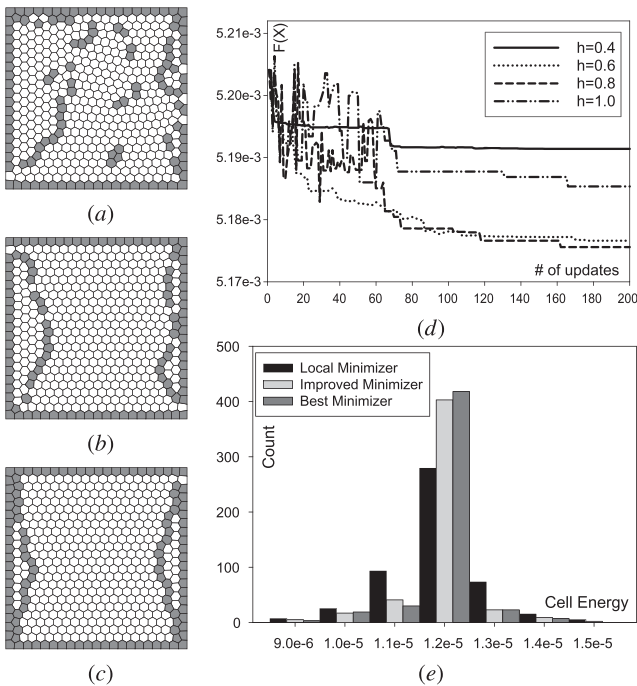 (a)
(b)
(c)
F(X)
5.21e-3
5.20e-3
5.19e-3
5.18e-3
5.17e-3
h=0.4
h=0.6
h=0.8
h=1.0
# of updates
0 20 40 60 80 100 120 140 160 180 200
(d)
500
400
300
200
100
0
Count
Local Minimizer
Improved Minimizer
Best Minimizer
Cell Energy
9.0e-6 1.0e-5 1.1e-5 1.2e-5 1.3e-5 1.4e-5 1.5e-5
(e)